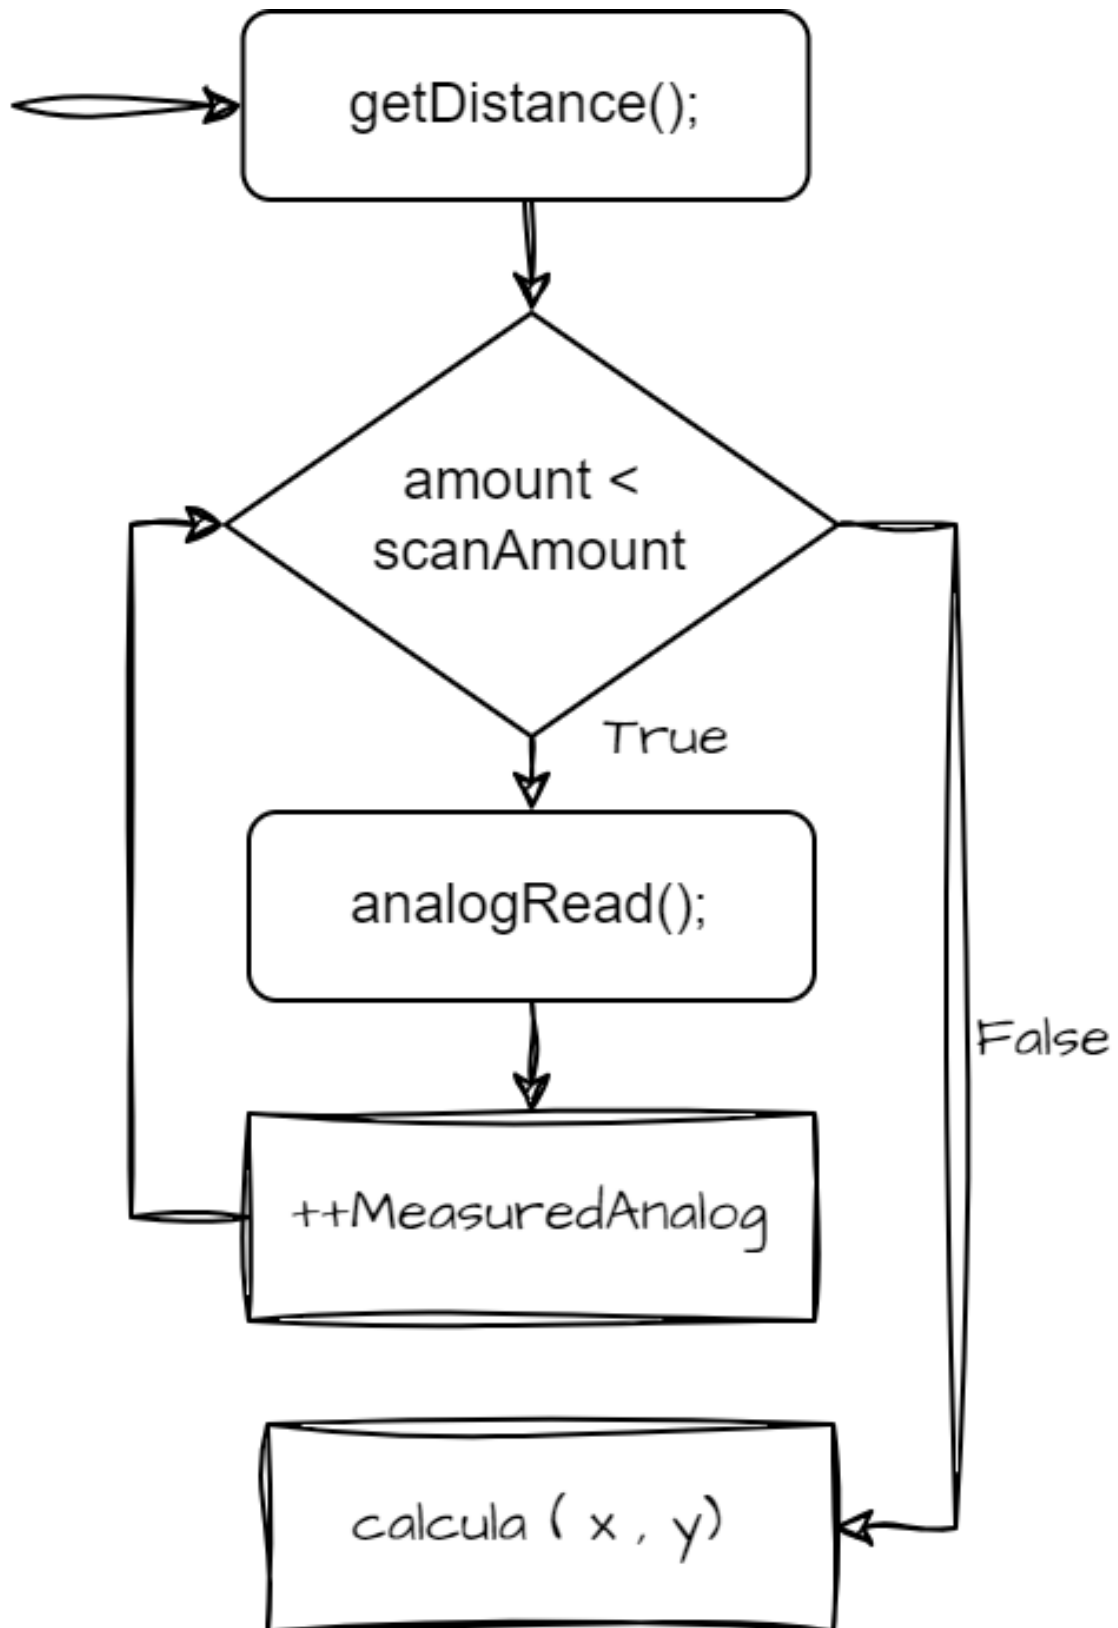 getDistance();
amount <
scanAmount
True
analogRead();
False
++MeasuredAnalog
calcula ( x , y)